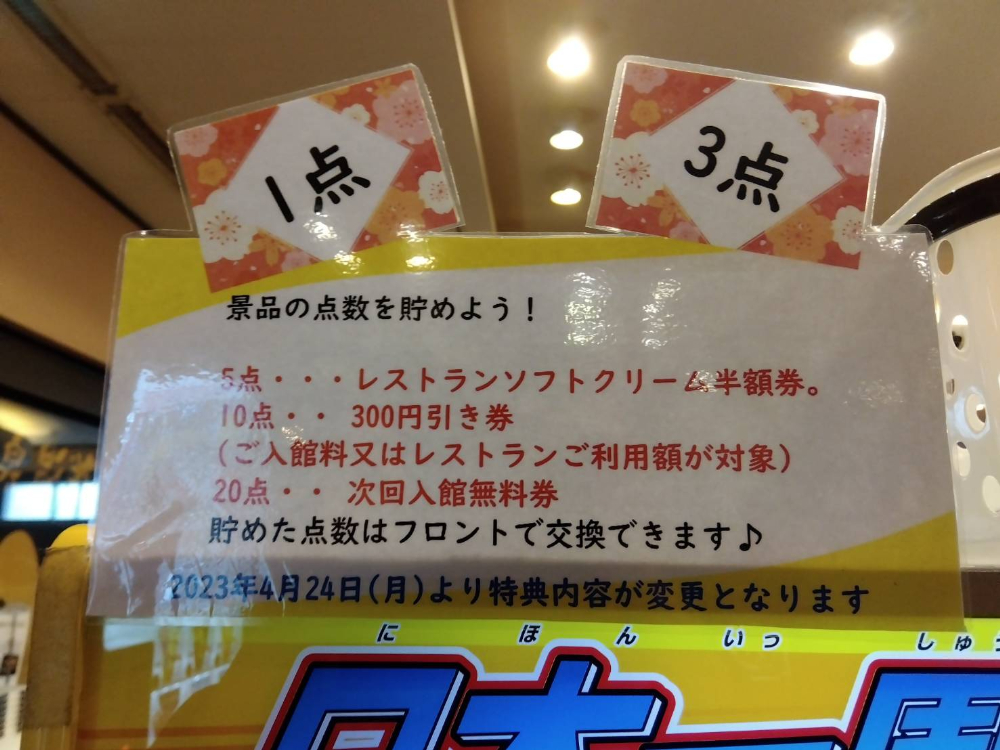 1点
3点
景品の点数を貯めよう！
5点・・・レストランソフトクリーム半額券。
10点・・ 300円引き券
(ご入館料又はレストランご利用額が対象)
20点・・ 次回入館無料券
貯めた点数はフロントで交換できます♪
2023年4月24日(月)より特典内容が変更となります
に ほん いっ しゅう
日本一周